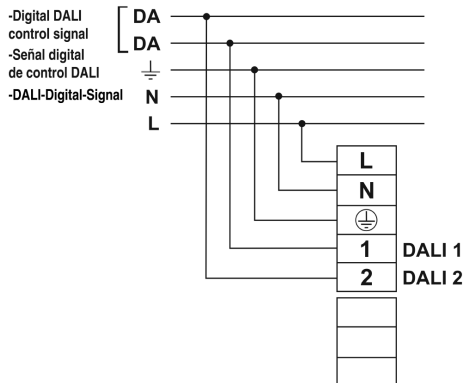 -Digital DALI
control signal
-Señal digital
de control DALI
-DALI-Digital-Signal
DA
DA
N
L
L
N
1 DALI 1
2 DALI 2